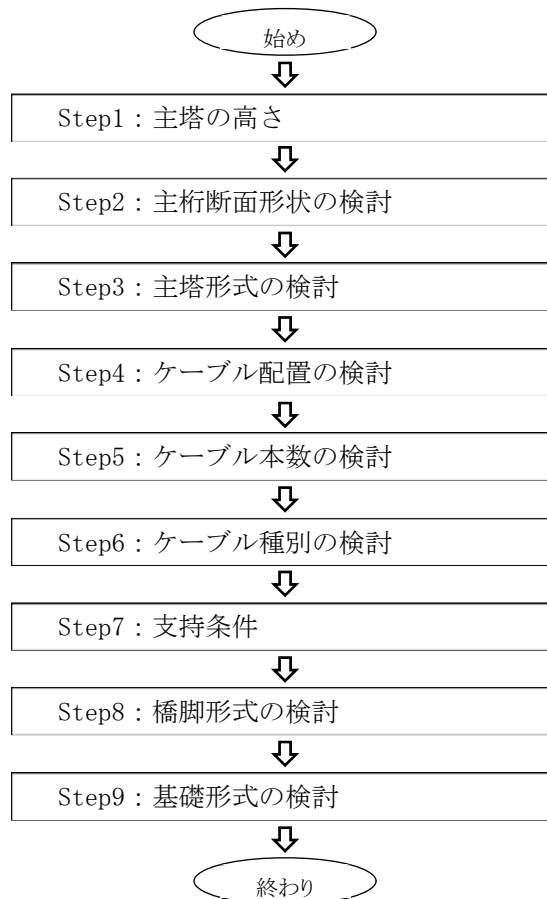 始め
Step1：主塔の高さ
Step2：主桁断面形状の検討
Step3：主塔形式の検討
Step4：ケーブル配置の検討
Step5：ケーブル本数の検討
Step6：ケーブル種別の検討
Step7：支持条件
Step8：橋脚形式の検討
Step9：基礎形式の検討
終わり